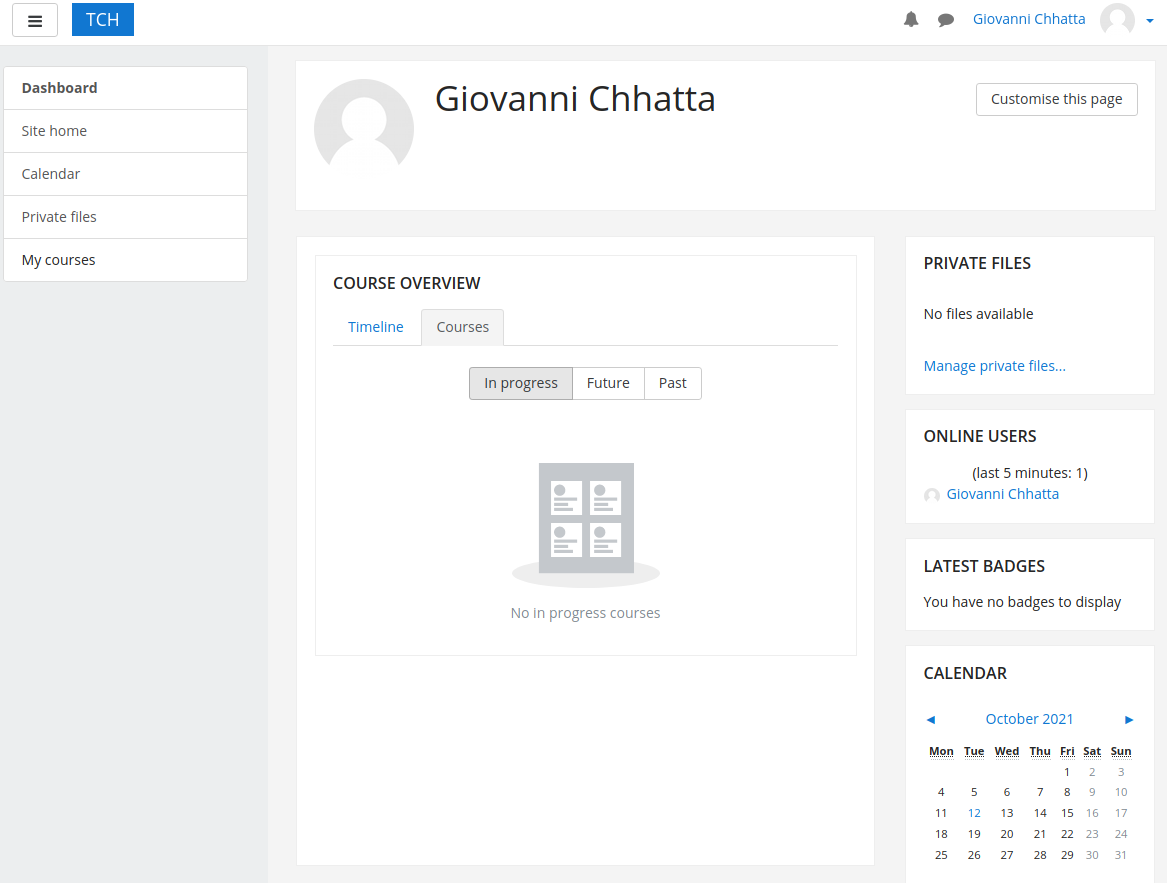 TCH
Giovanni Chhatta
Dashboard
Site home
Calendar
Private files
My courses
Giovanni Chhatta
Customise this page
COURSE OVERVIEW
Timeline Courses
In progress Future Past
No in progress courses
PRIVATE FILES
No files available
Manage private files...
ONLINE USERS
(last 5 minutes: 1)
Giovanni Chhatta
LATEST BADGES
You have no badges to display
CALENDAR
◄ October 2021 ►
Mon Tue Wed Thu Fri Sat Sun
1 2 3
4 5 6 7 8 9 10
11 12 13 14 15 16 17
18 19 20 21 22 23 24
25 26 27 28 29 30 31